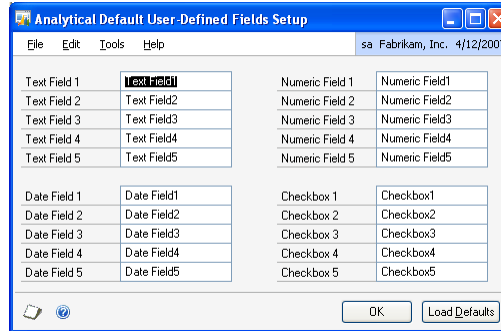 Analytical Default User-Defined Fields Setup
File Edit Tools Help sa Fabrikam, Inc. 4/12/200
Text Field 1 Text Field1 Numeric Field 1 Numeric Field1
Text Field 2 Text Field2 Numeric Field 2 Numeric Field2
Text Field 3 Text Field3 Numeric Field 3 Numeric Field3
Text Field 4 Text Field4 Numeric Field 4 Numeric Field4
Text Field 5 Text Field5 Numeric Field 5 Numeric Field5
Date Field 1 Date Field1 Checkbox 1 Checkbox1
Date Field 2 Date Field2 Checkbox 2 Checkbox2
Date Field 3 Date Field3 Checkbox 3 Checkbox3
Date Field 4 Date Field4 Checkbox 4 Checkbox4
Date Field 5 Date Field5 Checkbox 5 Checkbox5
OK Load Defaults